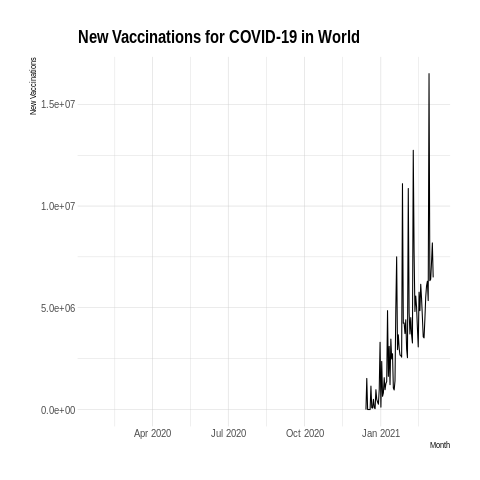 New Vaccinations for COVID-19 in World
New Vaccinations
1.5e+07
1.0e+07
5.0e+06
0.0e+00
Apr 2020 Jul 2020 Oct 2020 Jan 2021
Month